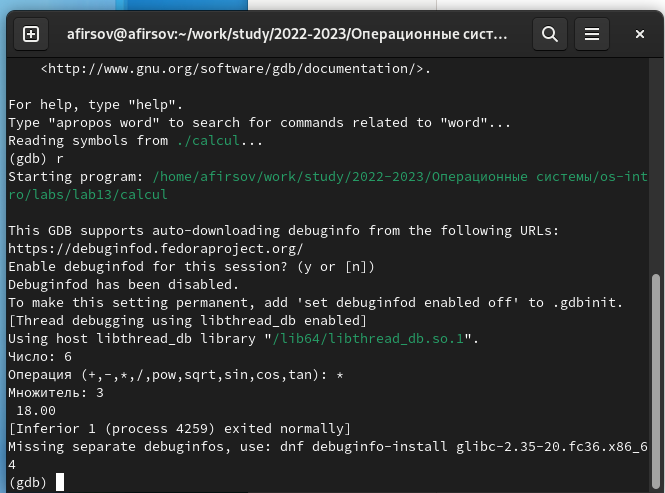 afirsov@afirsov:~/work/study/2022-2023/Операционные сист...
<http://www.gnu.org/software/gdb/documentation/>.
For help, type "help".
Type "apropos word" to search for commands related to "word"...
Reading symbols from ./calcul...
(gdb) r
Starting program: /home/afirsov/work/study/2022-2023/Операционные системы/os-int
ro/labs/lab13/calcul
This GDB supports auto-downloading debuginfo from the following URLs:
https://debuginfod.fedoraproject.org/
Enable debuginfod for this session? (y or [n])
Debuginfod has been disabled.
To make this setting permanent, add 'set debuginfod enabled off' to .gdbinit.
[Thread debugging using libthread_db enabled]
Using host libthread_db library "/lib64/libthread_db.so.1".
Число: 6
Операция (+,-,*,/,pow,sqrt,sin,cos,tan): *
Множитель: 3
18.00
[Inferior 1 (process 4259) exited normally]
Missing separate debuginfos, use: dnf debuginfo-install glibc-2.35-20.fc36.x86_6
4
(gdb)